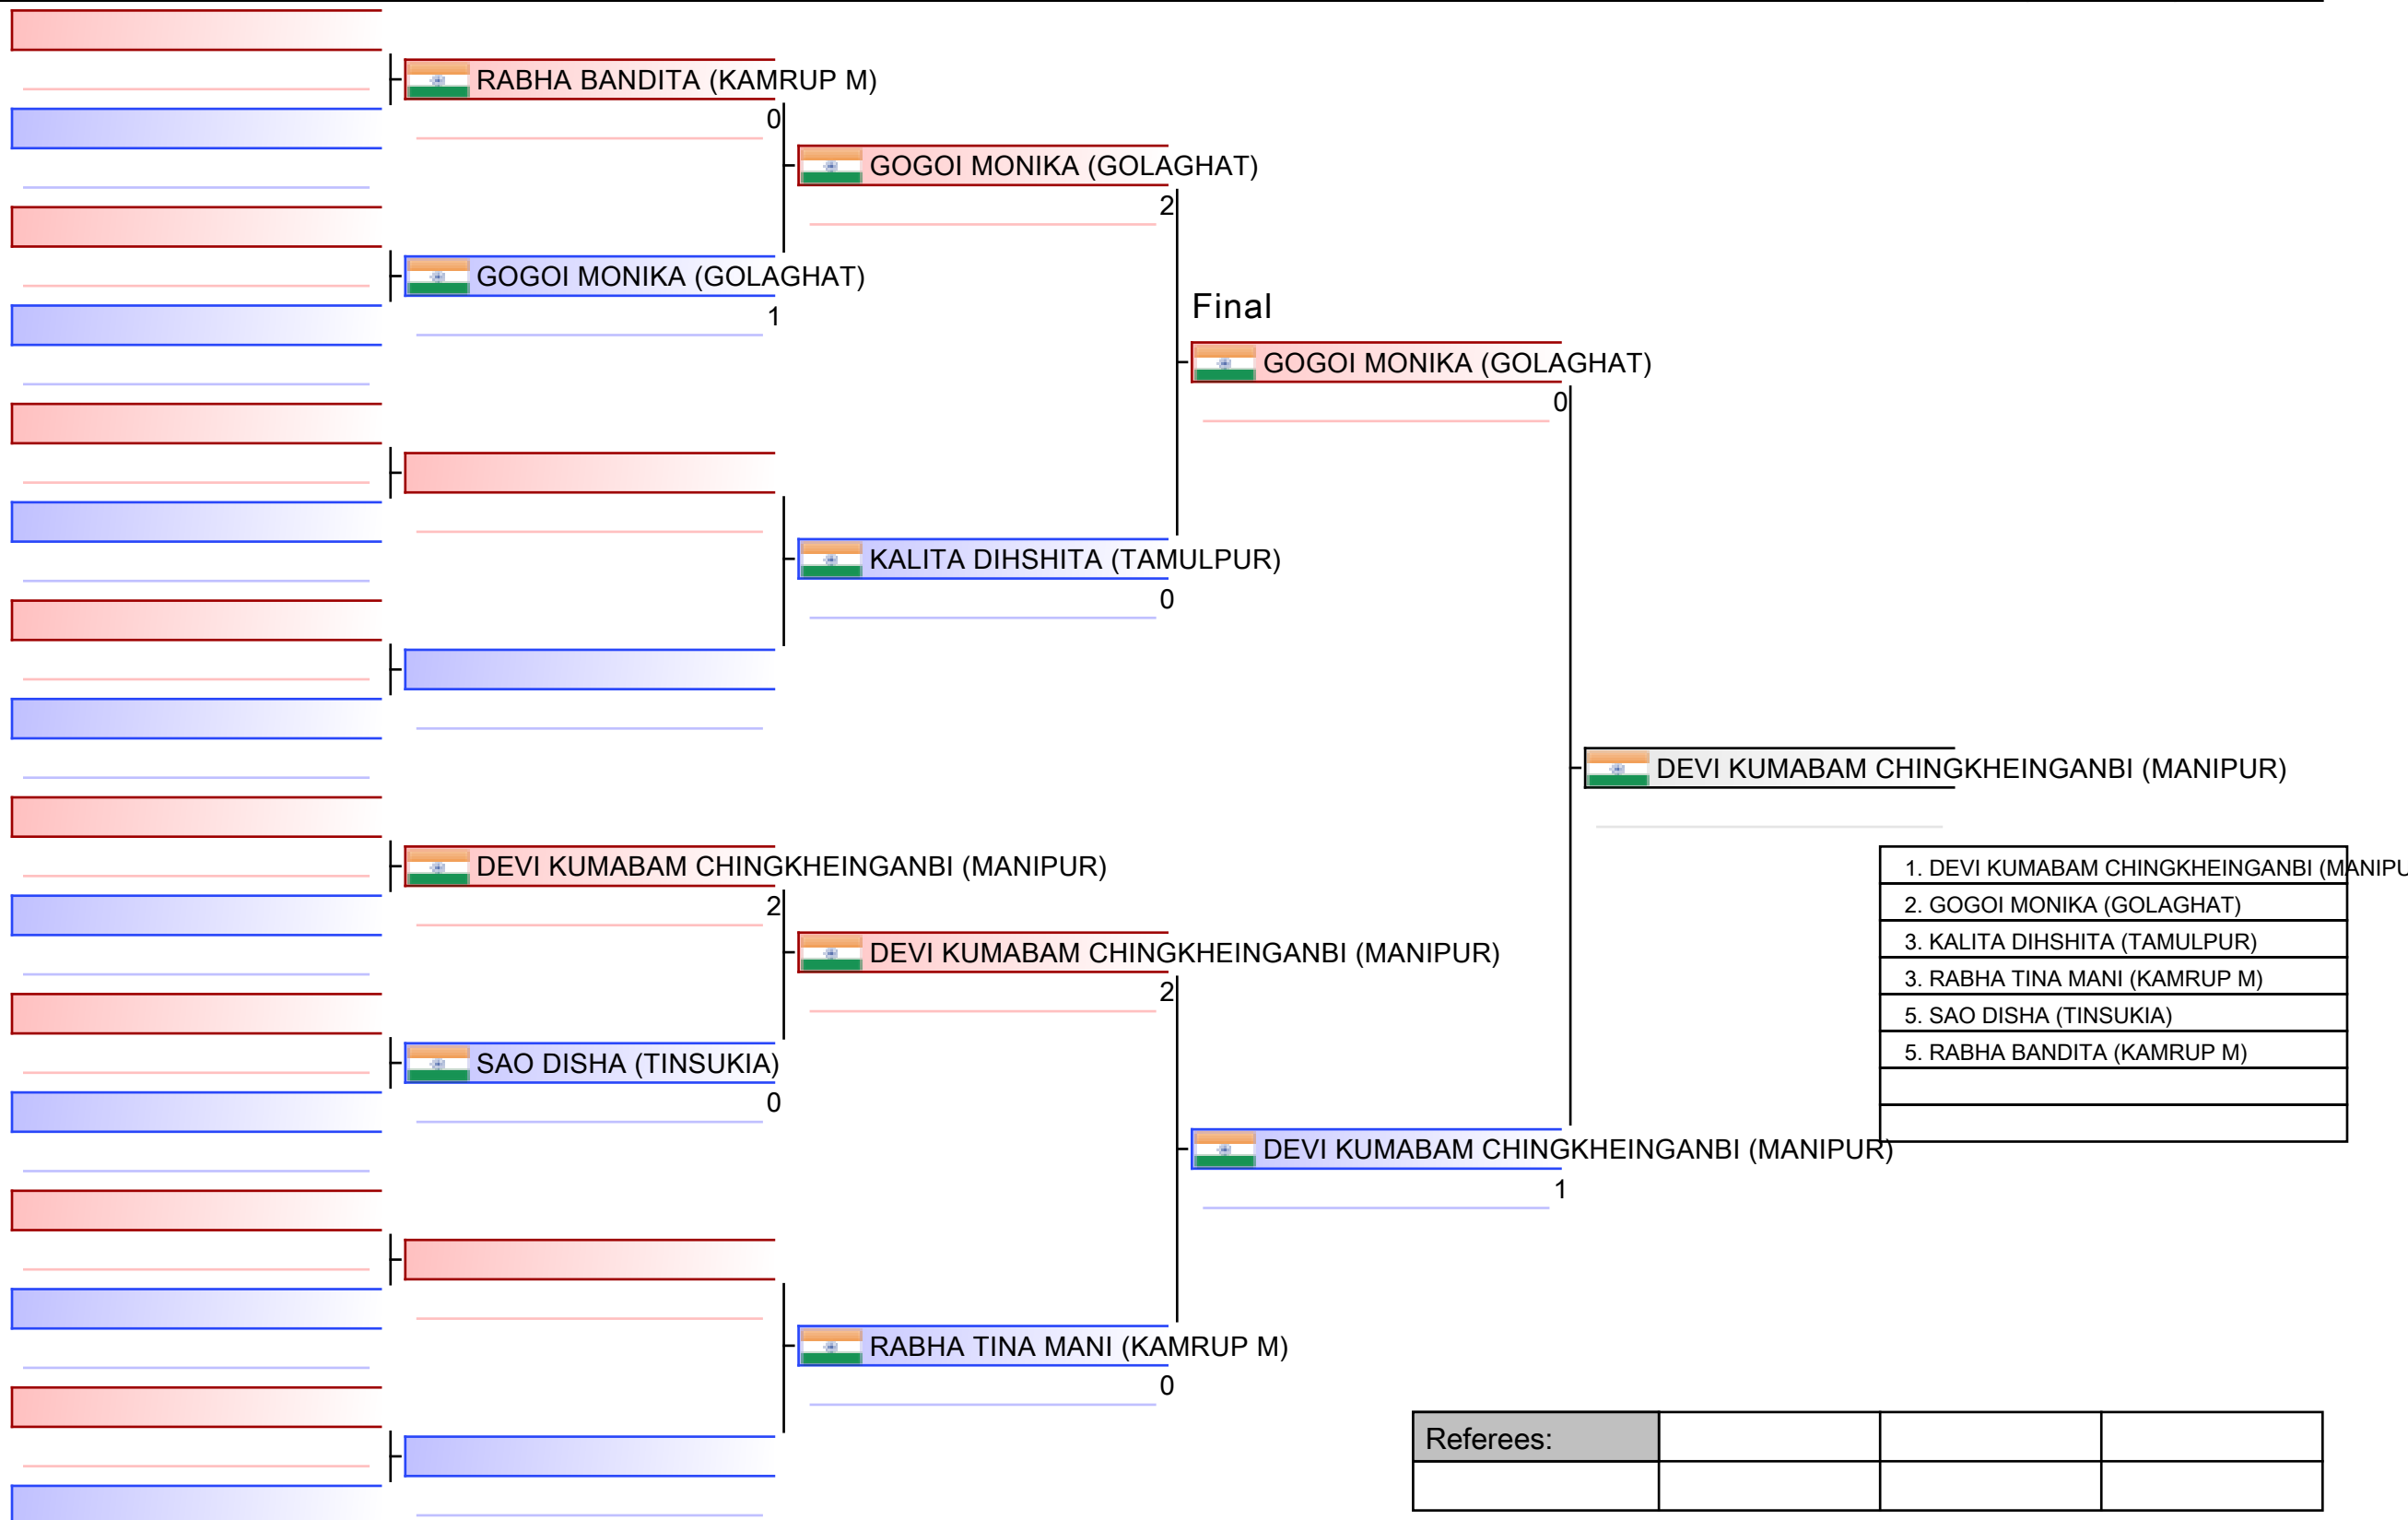 RABHA BANDITA (KAMRUP M)
0
GOGOI MONIKA (GOLAGHAT)
2
GOGOI MONIKA (GOLAGHAT)
1
Final
GOGOI MONIKA (GOLAGHAT)
0
KALITA DIHSHITA (TAMULPUR)
0
DEVI KUMABAM CHINGKHEINGANBI (MANIPUR)
DEVI KUMABAM CHINGKHEINGANBI (MANIPUR)
2
DEVI KUMABAM CHINGKHEINGANBI (MANIPUR)
2
SAO DISHA (TINSUKIA)
0
DEVI KUMABAM CHINGKHEINGANBI (MANIPUR)
1
RABHA TINA MANI (KAMRUP M)
0
1. DEVI KUMABAM CHINGKHEINGANBI (MANIPU
2. GOGOI MONIKA (GOLAGHAT)
3. KALITA DIHSHITA (TAMULPUR)
3. RABHA TINA MANI (KAMRUP M)
5. SAO DISHA (TINSUKIA)
5. RABHA BANDITA (KAMRUP M)
Referees: